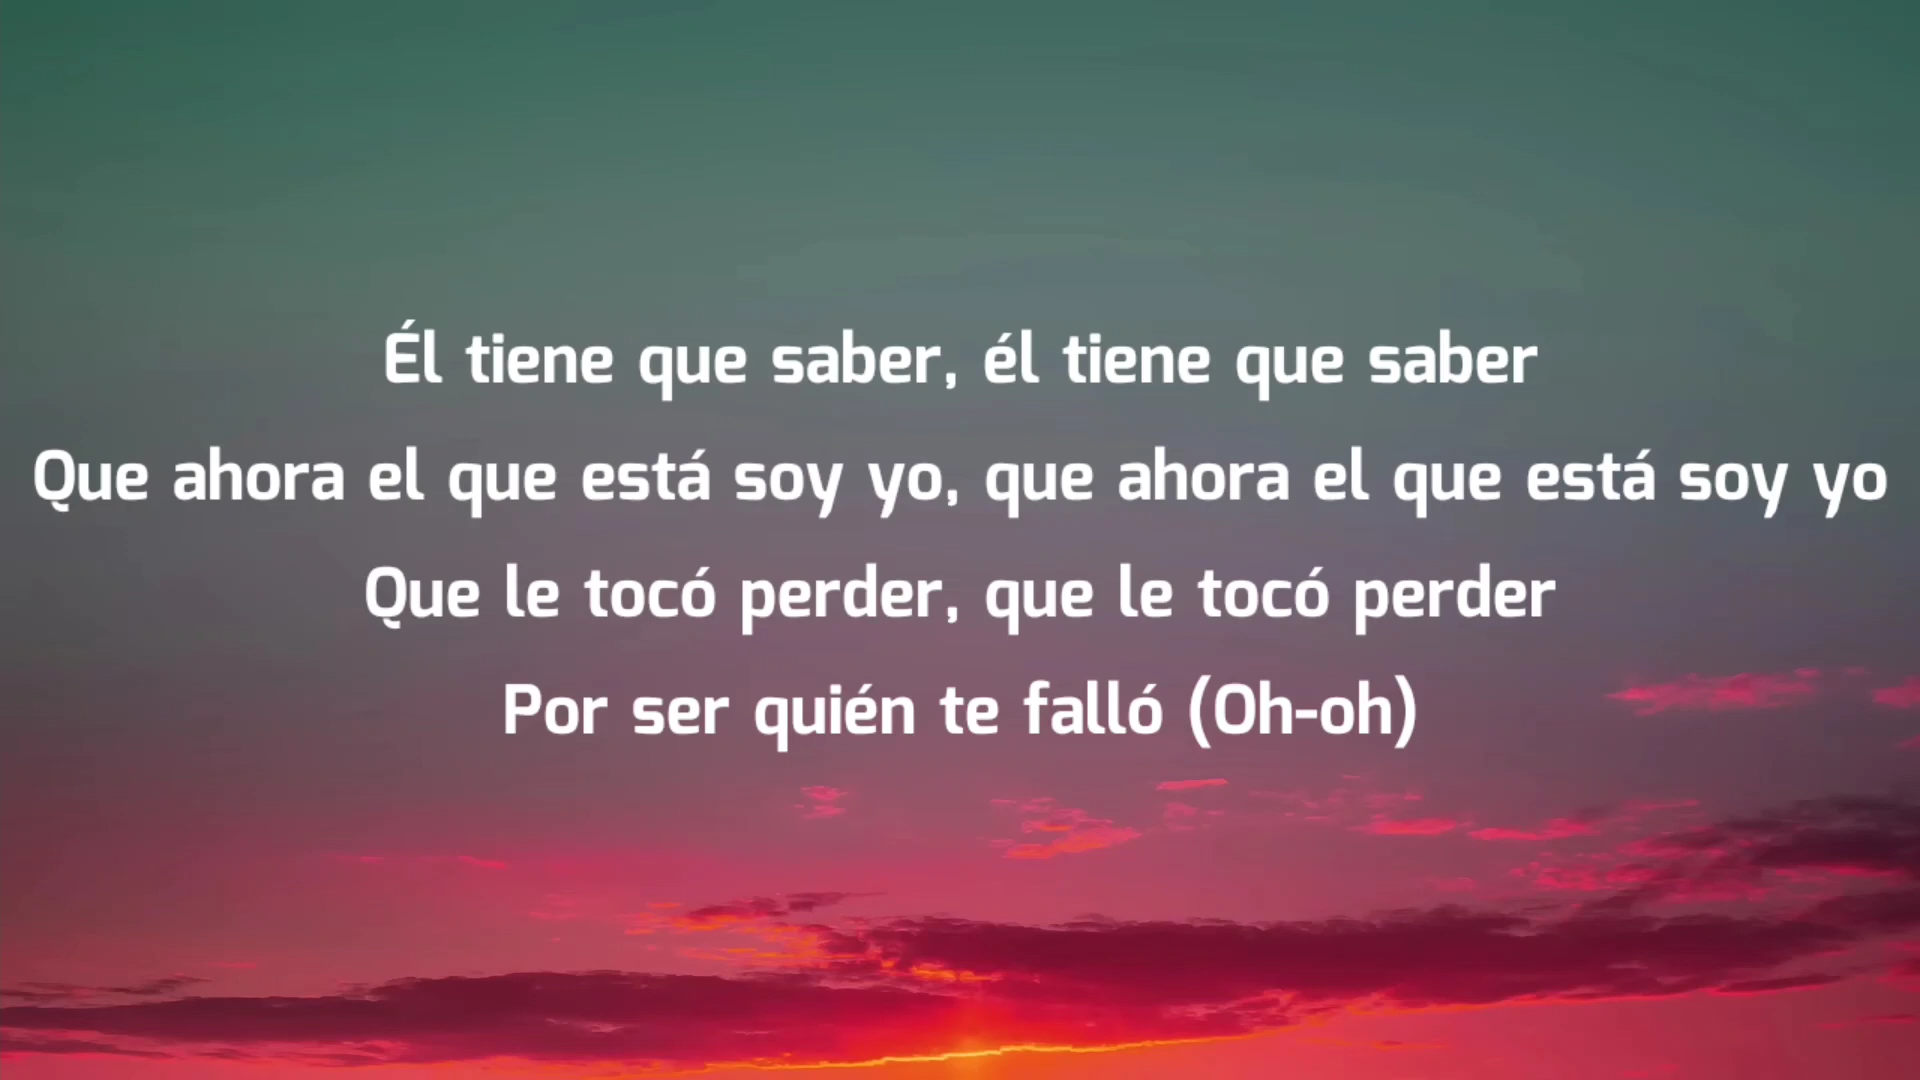 Él tiene que saber, él tiene que saber
Que ahora el que está soy yo, que ahora el que está soy yo
Que le tocó perder, que le tocó perder
Por ser quién te falló (Oh-oh)